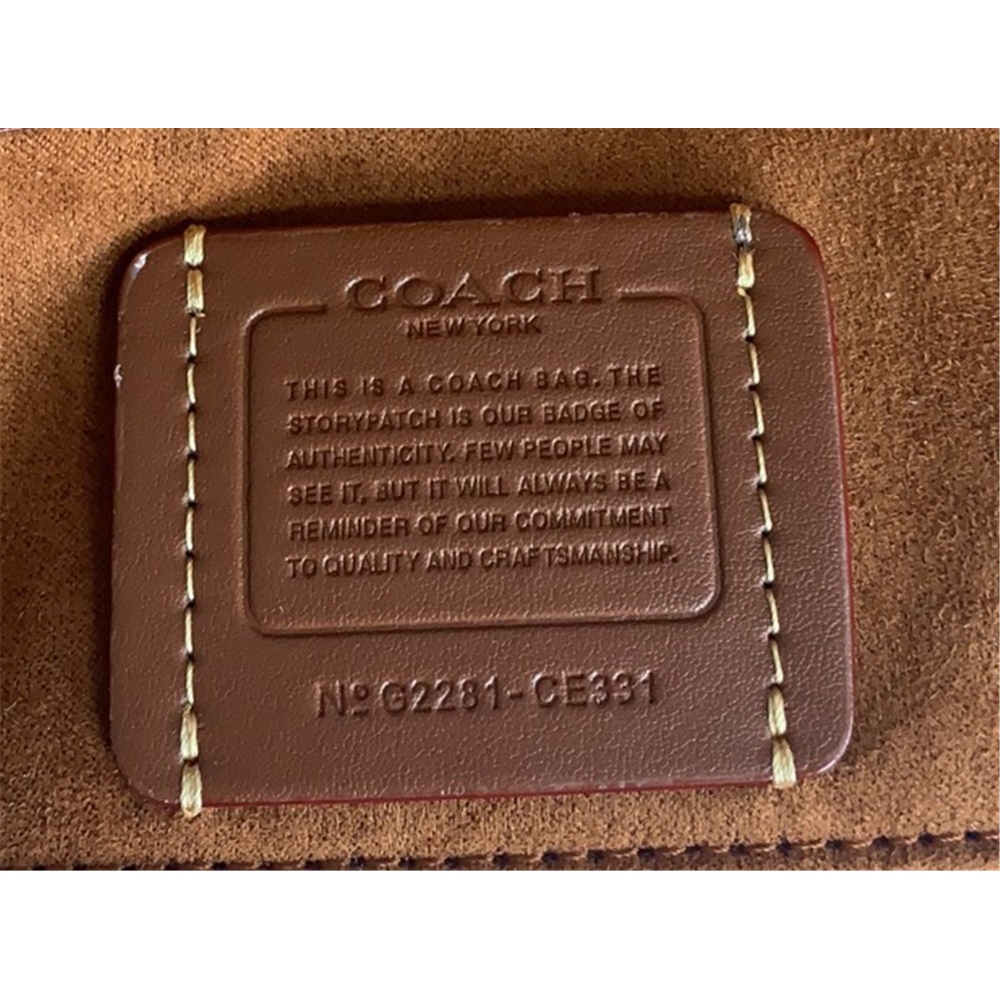 COACH
NEW YORK
THIS IS A COACH BAG. THE
STORYPATCH IS OUR BADGE OF
AUTHENTICITY. FEW PEOPLE MAY
SEE IT, BUT IT WILL ALWAYS BE A
REMINDER OF OUR COMMITMENT
TO QUALITY AND CRAFTSMANSHIP.
Nº G2281-CE331